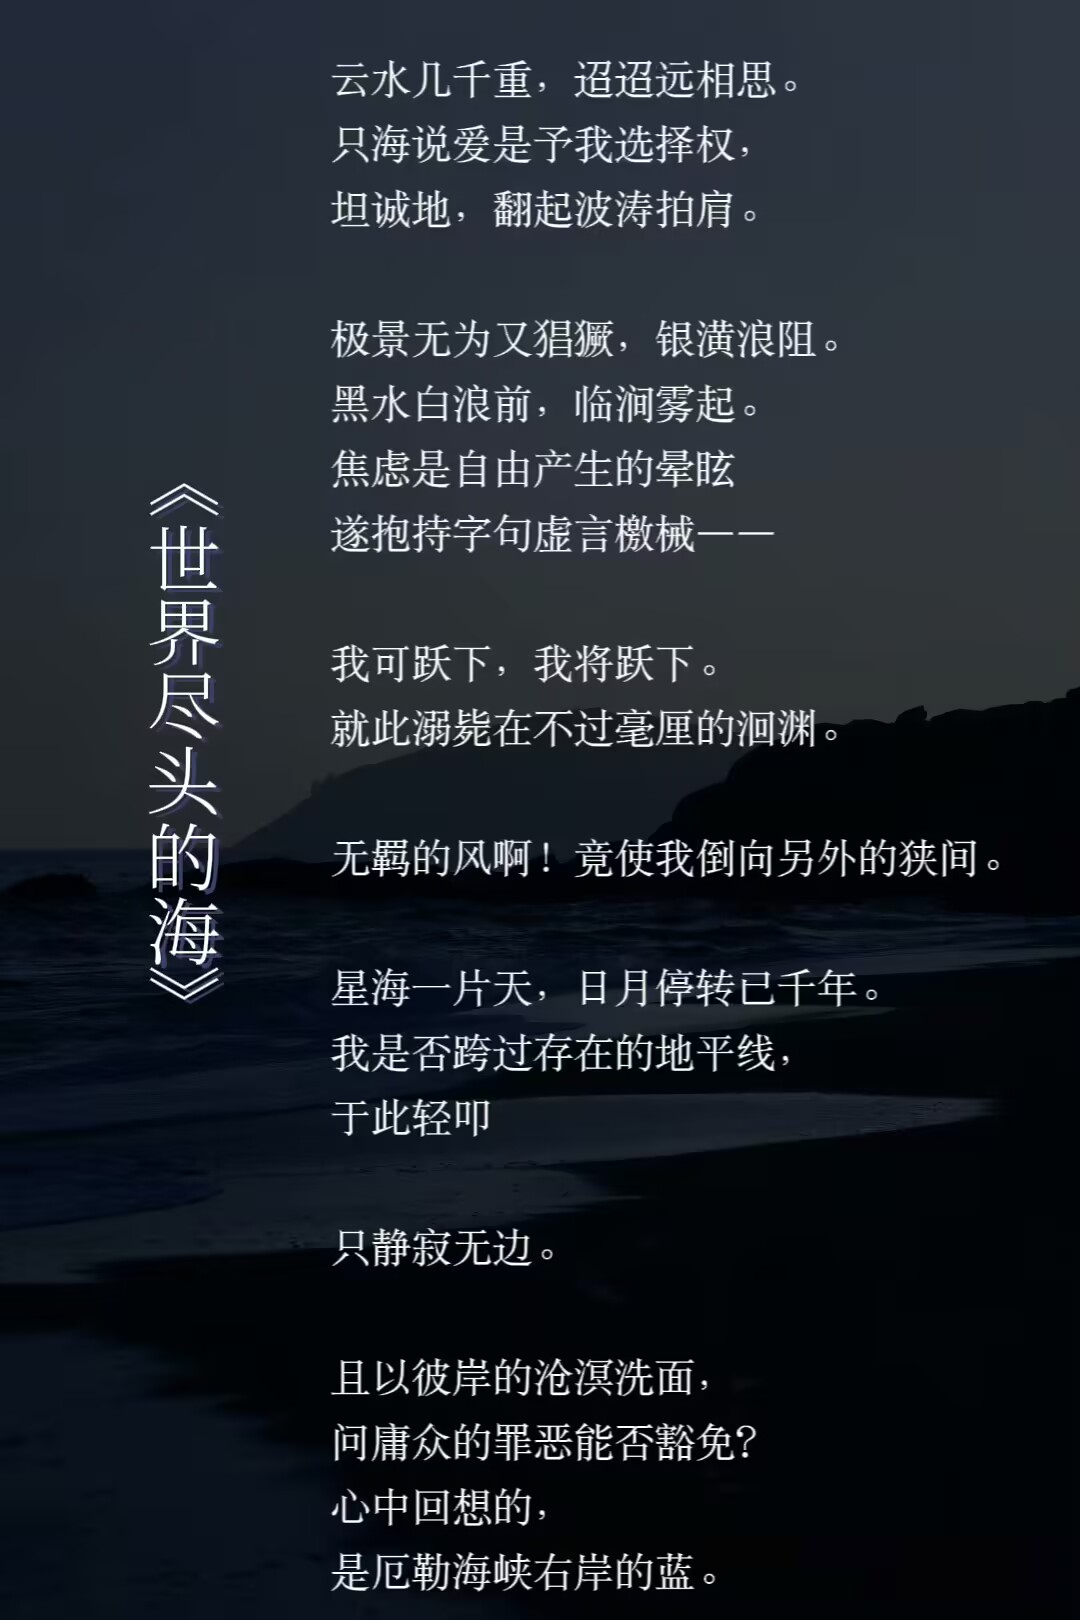 《世界尽头的海》
云水几千重，迢迢远相思。
只海说爱是予我选择权，
坦诚地，翻起波涛拍肩。
极景无为又猖獗，银潢浪阻。
黑水白浪前，临涧雾起。
焦虑是自由产生的晕眩
遂抱持字句虚言檄械——
我可跃下，我将跃下。
就此溺毙在不过毫厘的洄渊。
无羁的风啊！竟使我倒向另外的狭间。
星海一片天，日月停转已千年。
我是否跨过存在的地平线，
于此轻叩
只静寂无边。
且以彼岸的沧溟洗面，
问庸众的罪恶能否豁免？
心中回想的，
是厄勒海峡右岸的蓝。